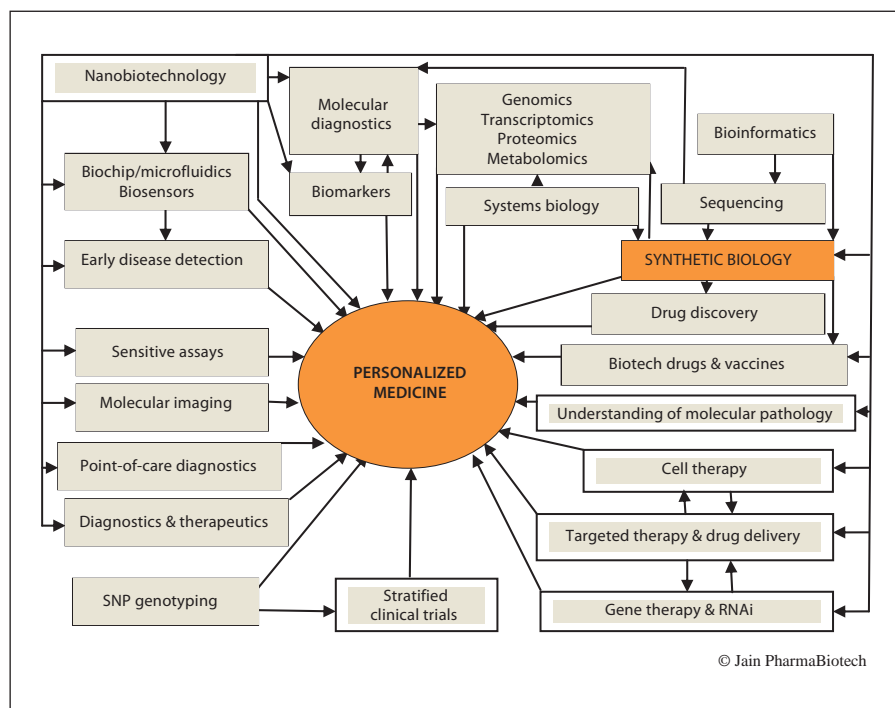 Nanobiotechnology
Molecular
diagnostics
Genomics
Transcriptomics
Proteomics
Metabolomics
Bioinformatics
Biochip/microfluidics
Biosensors
Biomarkers
Systems biology
Sequencing
Early disease detection
SYNTHETIC BIOLOGY
Drug discovery
Sensitive assays
PERSONALIZED
MEDICINE
Biotech drugs & vaccines
Molecular imaging
Understanding of molecular pathology
Point-of-care diagnostics
Cell therapy
Diagnostics & therapeutics
Targeted therapy & drug delivery
SNP genotyping
Stratified
clinical trials
Gene therapy & RNAi
© Jain PharmaBiotech